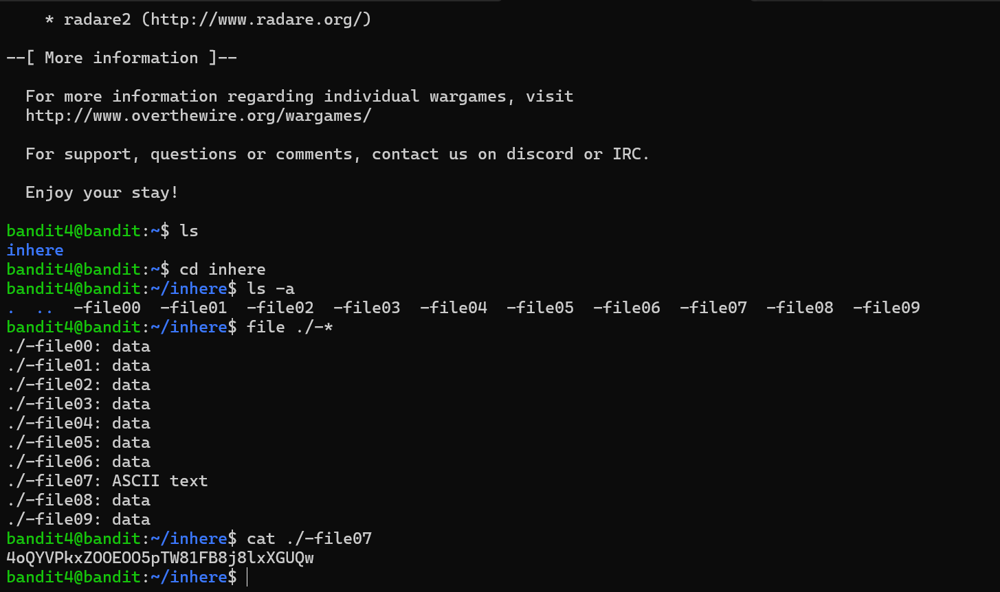 * radare2 (http://www.radare.org/)
--[ More information ]--
For more information regarding individual wargames, visit
http://www.overthewire.org/wargames/
For support, questions or comments, contact us on discord or IRC.
Enjoy your stay!
bandit4@bandit:~$ ls
inhere
bandit4@bandit:~$ cd inhere
bandit4@bandit:~/inhere$ ls -a
.  ..  -file00  -file01  -file02  -file03  -file04  -file05  -file06  -file07  -file08  -file09
bandit4@bandit:~/inhere$ file ./-*
./-file00: data
./-file01: data
./-file02: data
./-file03: data
./-file04: data
./-file05: data
./-file06: data
./-file07: ASCII text
./-file08: data
./-file09: data
bandit4@bandit:~/inhere$ cat ./-file07
4oQYVPkxZOOEOO5pTW81FB8j8lxXGUQw
bandit4@bandit:~/inhere$